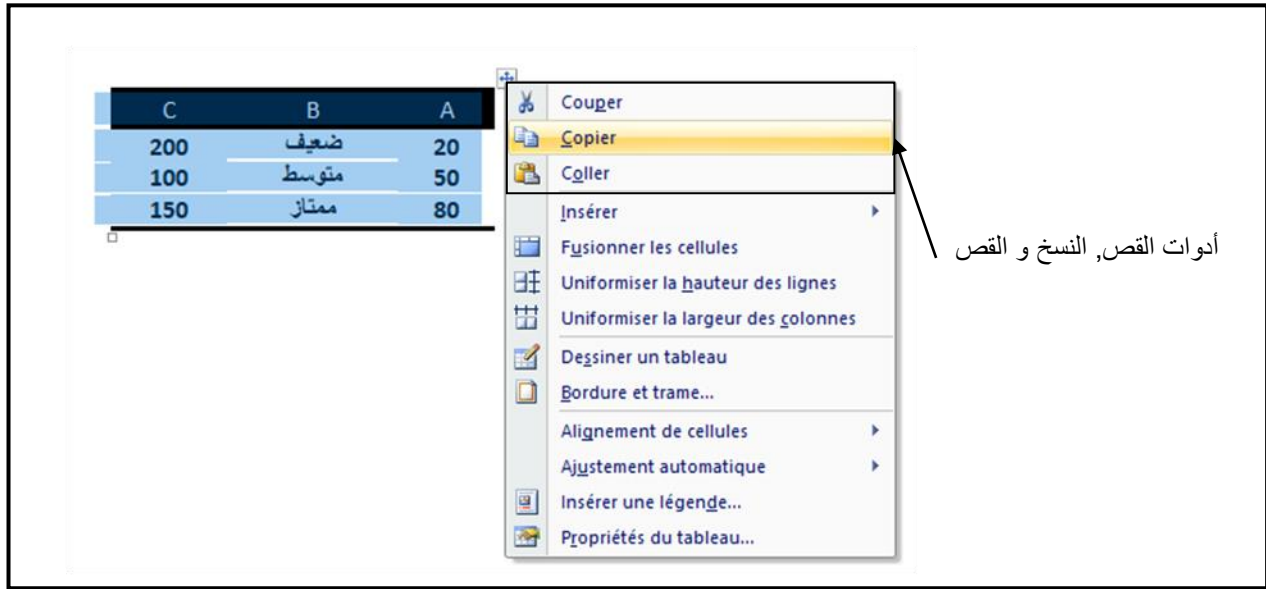 C B A
200 ضعيف 20
100 متوسط 50
150 ممتاز 80
Couper
Copier
Coller
Insérer
Fusionner les cellules
Uniformiser la hauteur des lignes
Uniformiser la largeur des colonnes
Dessiner un tableau
Bordure et trame...
Alignement de cellules
Ajustement automatique
Insérer une légende...
Propriétés du tableau...
أدوات القص, النسخ و القص